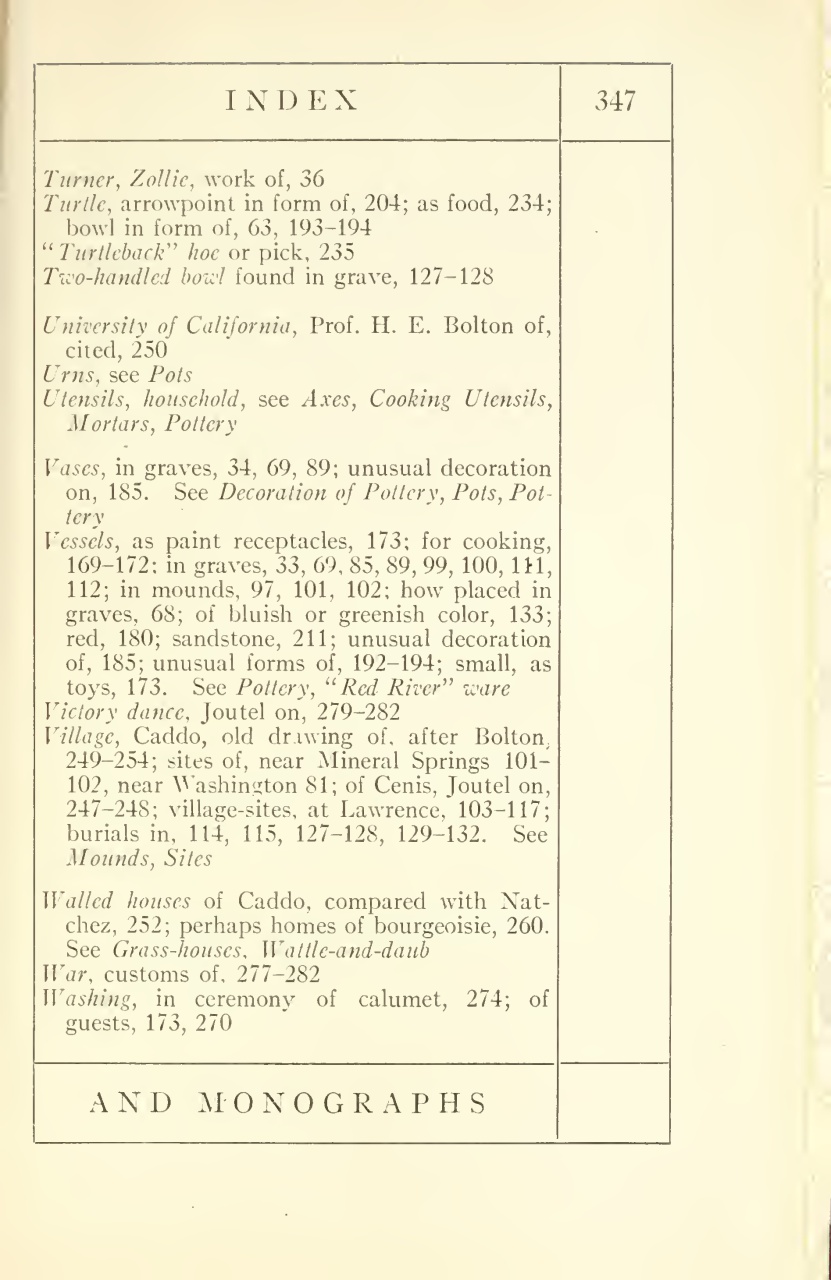 INDEX 347
Turner, Zollie, work of, 36
Turtle, arrowpoint in form of, 204; as food, 234;
bowl in form of, 63, 193–194
“Turtleback” hoe or pick, 235
Two-handled bowl found in grave, 127–128
University of California, Prof. H. E. Bolton of,
cited, 250
Urns, see Pots
Utensils, household, see Axes, Cooking Utensils,
Mortars, Pottery
Vases, in graves, 34, 69, 89; unusual decoration
on, 185. See Decoration of Pottery, Pots, Pot-
tery
Vessels, as paint receptacles, 173; for cooking,
169–172; in graves, 33, 69, 85, 89, 99, 100, 111,
112; in mounds, 97, 101, 102; how placed in
graves, 68; of bluish or greenish color, 133;
red, 180; sandstone, 211; unusual decoration
of, 185; unusual forms of, 192–194; small, as
toys, 173. See Pottery, “Red River” ware
Victory dance, Joutel on, 279–282
Village, Caddo, old drawing of, after Bolton,
249–254; sites of, near Mineral Springs 101–
102, near Washington 81; of Cenis, Joutel on,
247–248; village-sites, at Lawrence, 103–117;
burials in, 114, 115, 127–128, 129–132. See
Mounds, Sites
Walled houses of Caddo, compared with Nat-
chez, 252; perhaps homes of bourgeoisie, 260.
See Grass-houses, Wattle-and-daub
War, customs of, 277–282
Washing, in ceremony of calumet, 274; of
guests, 173, 270
AND MONOGRAPHS